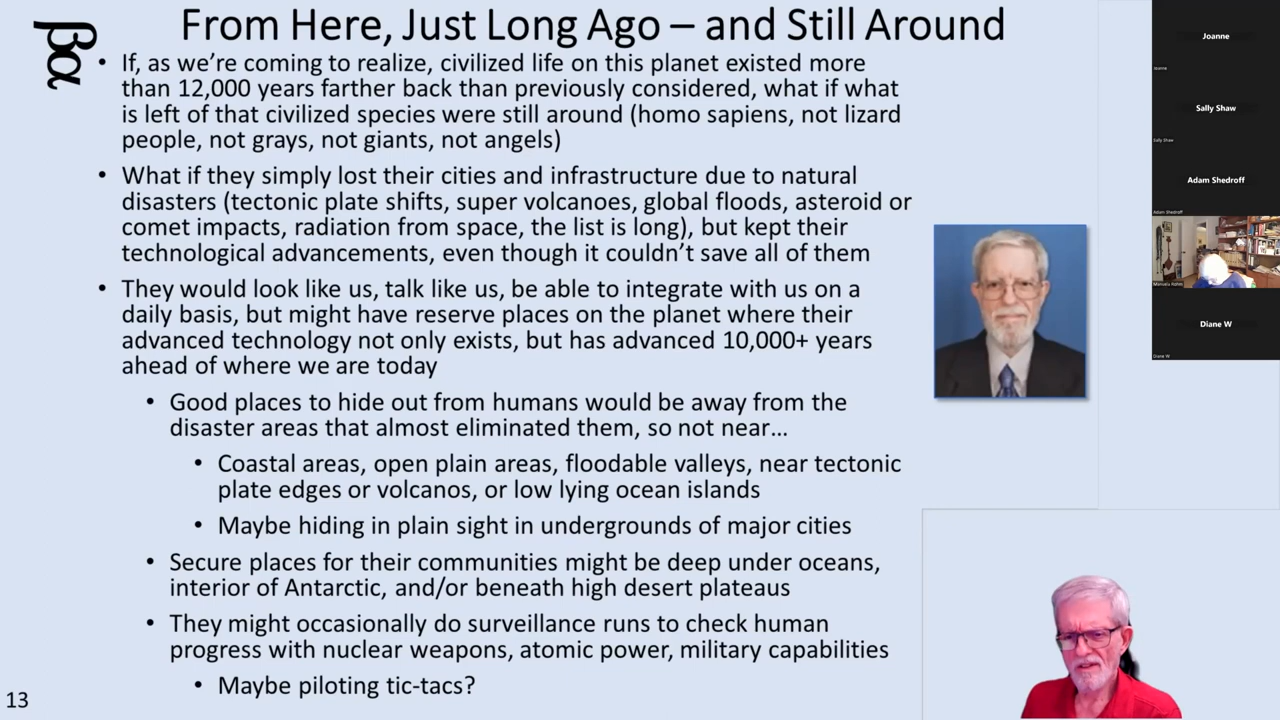 From Here, Just Long Ago – and Still Around
• If, as we're coming to realize, civilized life on this planet existed more
than 12,000 years farther back than previously considered, what if what
is left of that civilized species were still around (homo sapiens, not lizard
people, not grays, not giants, not angels)
• What if they simply lost their cities and infrastructure due to natural
disasters (tectonic plate shifts, super volcanoes, global floods, asteroid or
comet impacts, radiation from space, the list is long), but kept their
technological advancements, even though it couldn't save all of them
• They would look like us, talk like us, be able to integrate with us on a
daily basis, but might have reserve places on the planet where their
advanced technology not only exists, but has advanced 10,000+ years
ahead of where we are today
• Good places to hide out from humans would be away from the
disaster areas that almost eliminated them, so not near...
• Coastal areas, open plain areas, floodable valleys, near tectonic
plate edges or volcanos, or low lying ocean islands
• Maybe hiding in plain sight in undergrounds of major cities
• Secure places for their communities might be deep under oceans,
interior of Antarctic, and/or beneath high desert plateaus
• They might occasionally do surveillance runs to check human
progress with nuclear weapons, atomic power, military capabilities
• Maybe piloting tic-tacs?
13
Joanne
Joanne
Sally Shaw
Sally Shaw
Adam Shedroff
Adam Shedroff
Diane W
Diane W